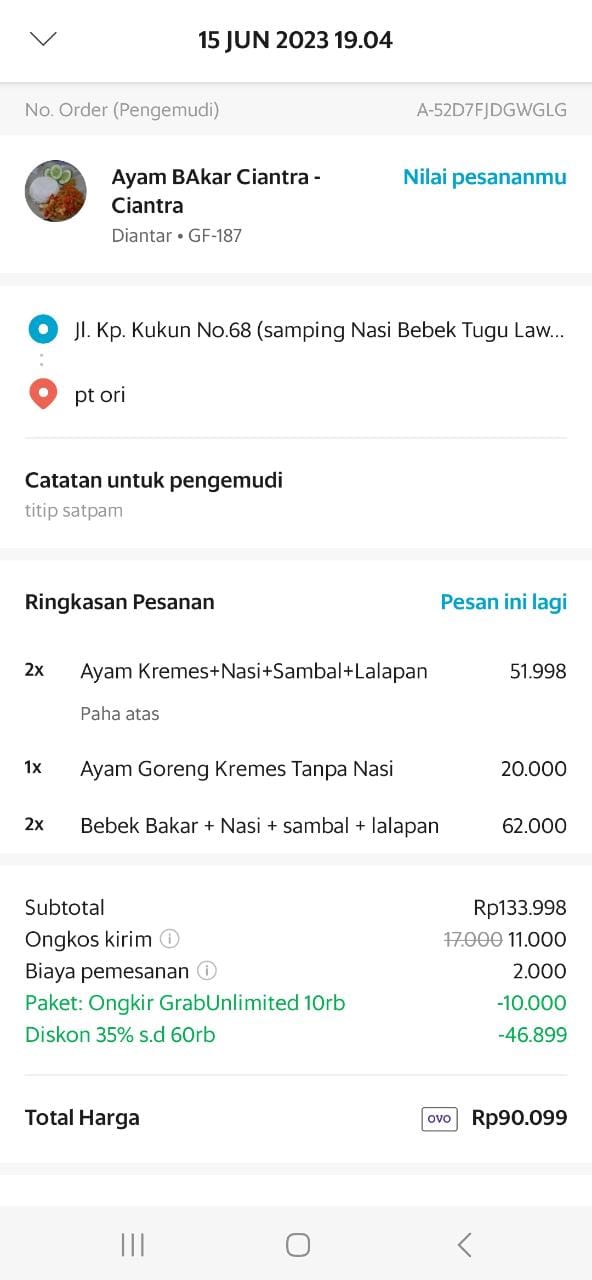 15 JUN 2023 19.04
No. Order (Pengemudi) A-52D7FJDGWGLG
Ayam BAkar Ciantra - Nilai pesananmu
Ciantra
Diantar • GF-187
Jl. Kp. Kukun No.68 (samping Nasi Bebek Tugu Law...
pt ori
Catatan untuk pengemudi
titip satpam
Ringkasan Pesanan Pesan ini lagi
2x Ayam Kremes+Nasi+Sambal+Lalapan 51.998
Paha atas
1x Ayam Goreng Kremes Tanpa Nasi 20.000
2x Bebek Bakar + Nasi + sambal + lalapan 62.000
Subtotal Rp133.998
Ongkos kirim 17.000 11.000
Biaya pemesanan 2.000
Paket: Ongkir GrabUnlimited 10rb -10.000
Diskon 35% s.d 60rb -46.899
Total Harga OVO Rp90.099